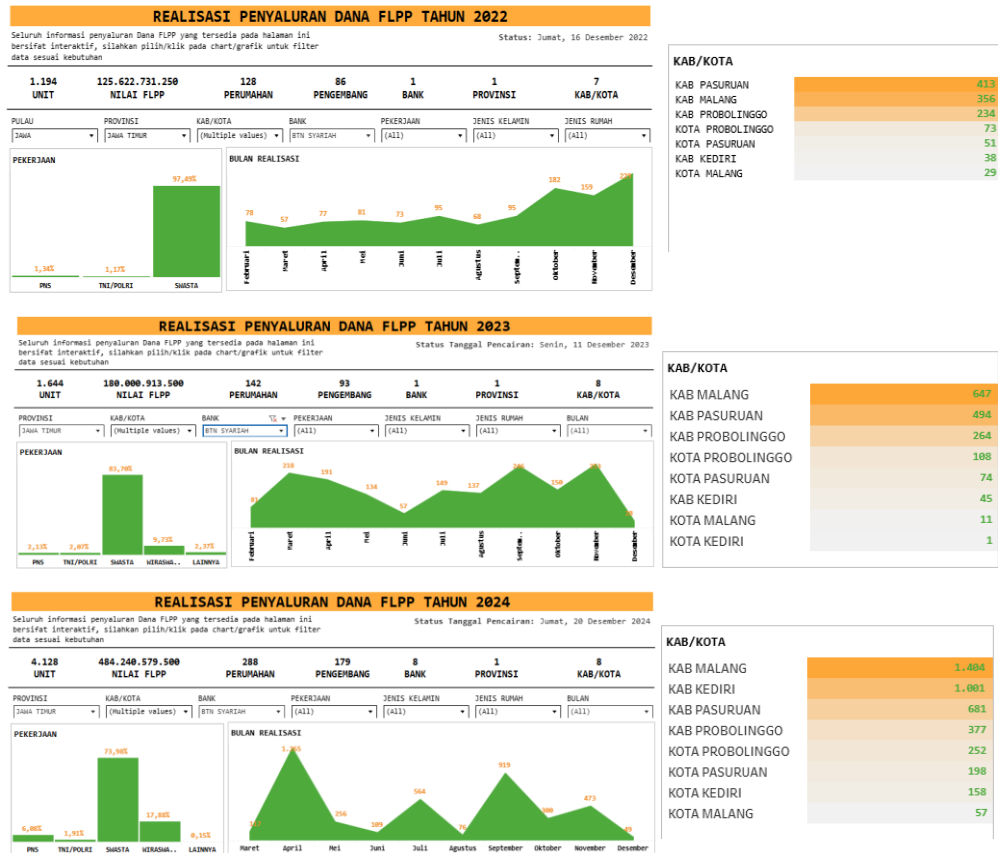 REALISASI PENYALURAN DANA FLPP TAHUN 2022
Seluruh informasi penyaluran Dana FLPP yang tersedia pada halaman ini
bersifat interaktif, silahkan pilih/klik pada chart/grafik untuk filter
data sesuai kebutuhan
Status: Jumat, 16 Desember 2022
1.194 125.622.731.250 128 86 1 1 7
UNIT NILAI FLPP PERUMAHAN PENGEMBANG BANK PROVINSI KAB/KOTA
PULAU PROVINSI KAB/KOTA BANK PEKERJAAN JENIS KELAMIN JENIS RUMAH
JAWA JAWA TIMUR (Multiple values) BTN SYARIAH (All) (All) (All)
PEKERJAAN
97,49%
1,34% 1,17%
PNS TNI/POLRI SWASTA
BULAN REALISASI
78 57 77 81 73 95 68 95 182 159
Februari Maret April Mei Juni Juli Agustus Septem.. Oktober November Desember
KAB/KOTA
KAB PASURUAN 413
KAB MALANG 356
KAB PROBOLINGGO 234
KOTA PROBOLINGGO 73
KOTA PASURUAN 51
KAB KEDIRI 38
KOTA MALANG 29
REALISASI PENYALURAN DANA FLPP TAHUN 2023
Seluruh informasi penyaluran Dana FLPP yang tersedia pada halaman ini
bersifat interaktif, silahkan pilih/klik pada chart/grafik untuk filter
data sesuai kebutuhan
Status Tanggal Pencairan: Senin, 11 Desember 2023
1.644 180.000.913.500 142 93 1 1 8
UNIT NILAI FLPP PERUMAHAN PENGEMBANG BANK PROVINSI KAB/KOTA
PROVINSI KAB/KOTA BANK PEKERJAAN JENIS KELAMIN JENIS RUMAH BULAN
JAWA TIMUR (Multiple values) BTN SYARIAH (All) (All) (All) (All)
PEKERJAAN
83,70%
2,13% 2,07% 9,73% 2,37%
PNS TNI/POLRI SWASTA WIRASWA.. LAINNYA
BULAN REALISASI
191 134 57 149 137 150
Februari Maret April Mei Juni Juli Agustus Septem.. Oktober November Desember
KAB/KOTA
KAB MALANG 647
KAB PASURUAN 494
KAB PROBOLINGGO 264
KOTA PROBOLINGGO 108
KOTA PASURUAN 74
KAB KEDIRI 45
KOTA MALANG 11
KOTA KEDIRI 1
REALISASI PENYALURAN DANA FLPP TAHUN 2024
Seluruh informasi penyaluran Dana FLPP yang tersedia pada halaman ini
bersifat interaktif, silahkan pilih/klik pada chart/grafik untuk filter
data sesuai kebutuhan
Status Tanggal Pencairan: Jumat, 20 Desember 2024
4.128 484.240.579.500 288 179 8 1 8
UNIT NILAI FLPP PERUMAHAN PENGEMBANG BANK PROVINSI KAB/KOTA
PROVINSI KAB/KOTA BANK PEKERJAAN JENIS KELAMIN JENIS RUMAH BULAN
JAWA TIMUR (Multiple values) BTN SYARIAH (All) (All) (All) (All)
PEKERJAAN
73,98%
6,08% 1,91% 17,88% 0,15%
PNS TNI/POLRI SWASTA WIRASWA.. LAINNYA
BULAN REALISASI
256 109 564 76 919 300 473
Maret April Mei Juni Juli Agustus September Oktober November Desember
KAB/KOTA
KAB MALANG 1.404
KAB KEDIRI 1.001
KAB PASURUAN 681
KAB PROBOLINGGO 377
KOTA PROBOLINGGO 252
KOTA PASURUAN 198
KOTA KEDIRI 158
KOTA MALANG 57